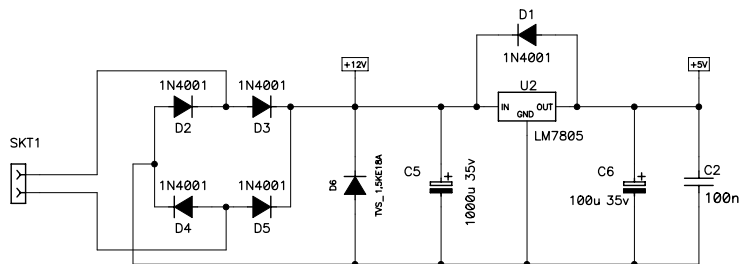 D1
1N4001
+12V
+5V
U2
IN
OUT
GND
LM7805
1N4001
1N4001
D2
D3
SKT1
1N4001
1N4001
D4
D5
D6
TVS_1,5KE18A
C5
1000u 35v
C6
100u 35v
C2
100n